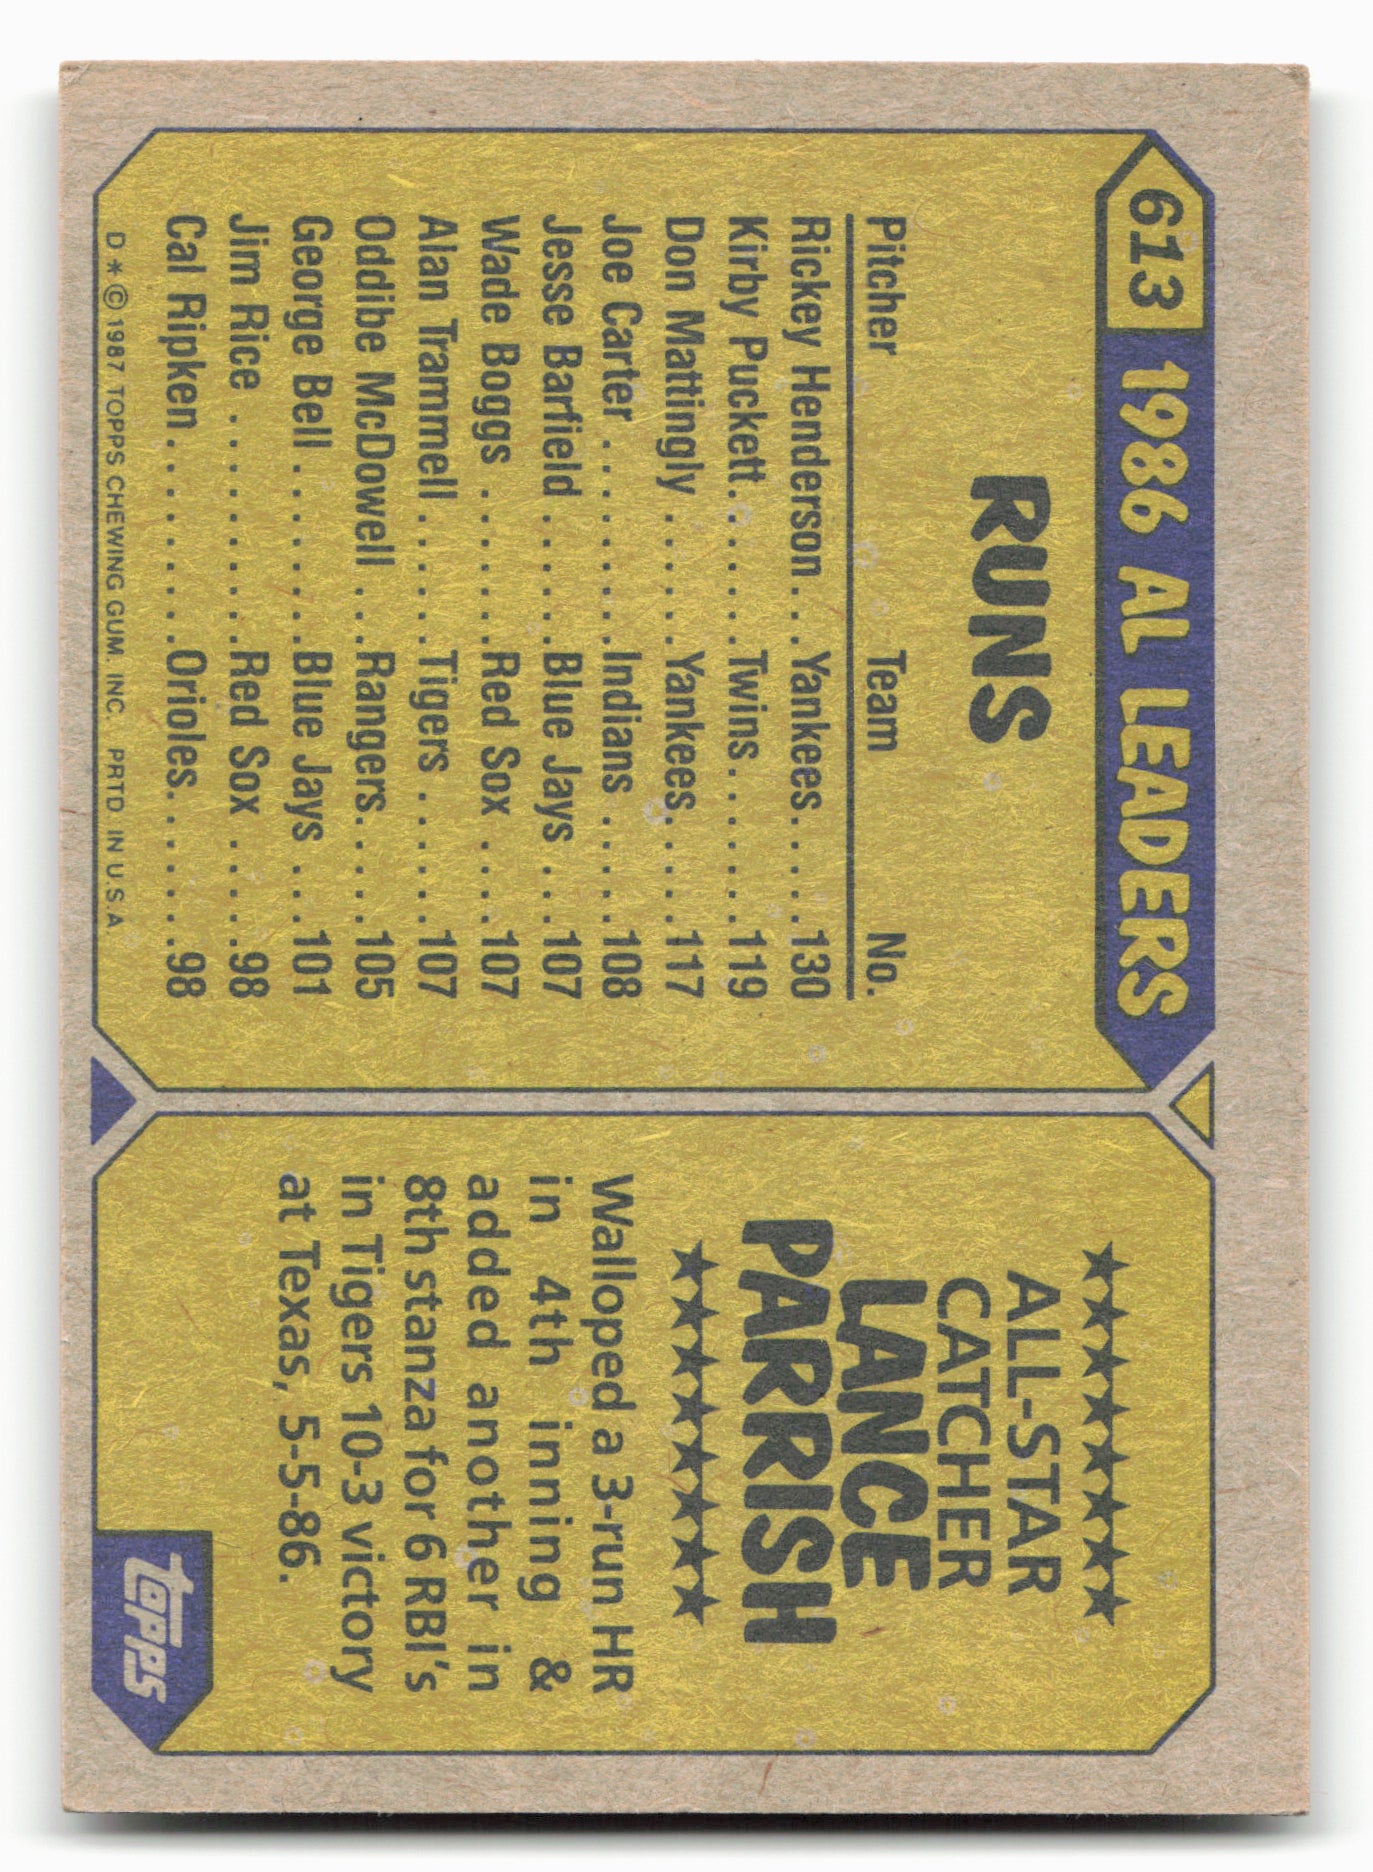 613 1986 AL LEADERS
RUNS
Pitcher Team No.
Rickey Henderson . . .Yankees. . . . .130
Kirby Puckett. . . . . . .Twins. . . . . . . .119
Don Mattingly . . . . . .Yankees. . . . .117
Joe Carter . . . . . . . . .Indians . . . . . .108
Jesse Barfield . . . . . .Blue Jays . . . .107
Wade Boggs . . . . . . .Red Sox . . . . .107
Alan Trammell. . . . . .Tigers . . . . . . .107
Oddibe McDowell . . .Rangers. . . . .105
George Bell . . . . . . . .Blue Jays . . . .101
Jim Rice . . . . . . . . . .Red Sox . . . . .98
Cal Ripken. . . . . . . . .Orioles. . . . . . .98
D * © 1987 TOPPS CHEWING GUM. INC. PRTD. IN U.S.A
ALL-STAR
CATCHER
LANCE
PARRISH
Walloped a 3-run HR
in 4th inning &
added another in
8th stanza for 6 RBI's
in Tigers 10-3 victory
at Texas, 5-5-86.
topps